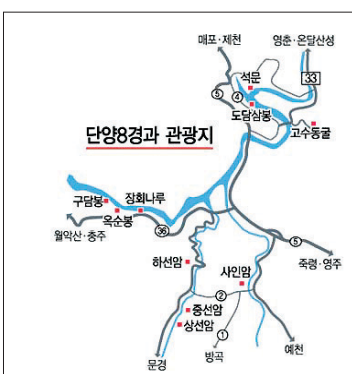 매포·제천
영춘·온달산성
33
석문
5
4
도담삼봉
고수동굴
단양8경과 관광지
구담봉
장회나루
옥순봉
월악산·충주
36
5
죽령·영주
하선암
사인암
2
중선암
상선암
1
문경
방곡
예천